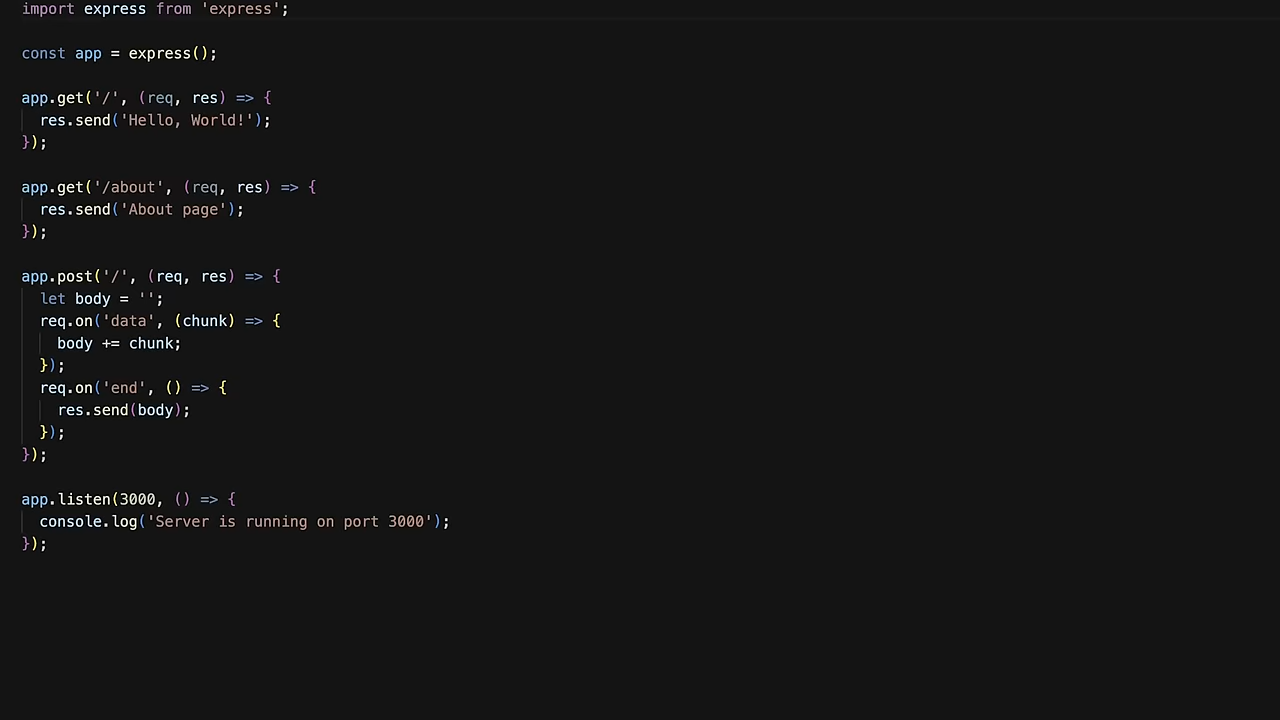 import express from 'express';
const app = express();
app.get('/', (req, res) => {
  res.send('Hello, World!');
});
app.get('/about', (req, res) => {
  res.send('About page');
});
app.post('/', (req, res) => {
  let body = '';
  req.on('data', (chunk) => {
    body += chunk;
  });
  req.on('end', () => {
    res.send(body);
  });
});
app.listen(3000, () => {
  console.log('Server is running on port 3000');
});